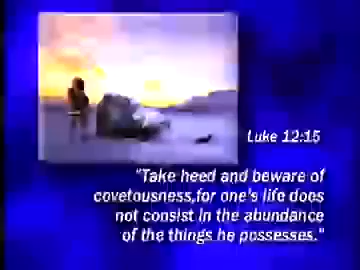 Luke 12:15
"Take heed and beware of
covetousness,for one's life does
not consist in the abundance
of the things he possesses."